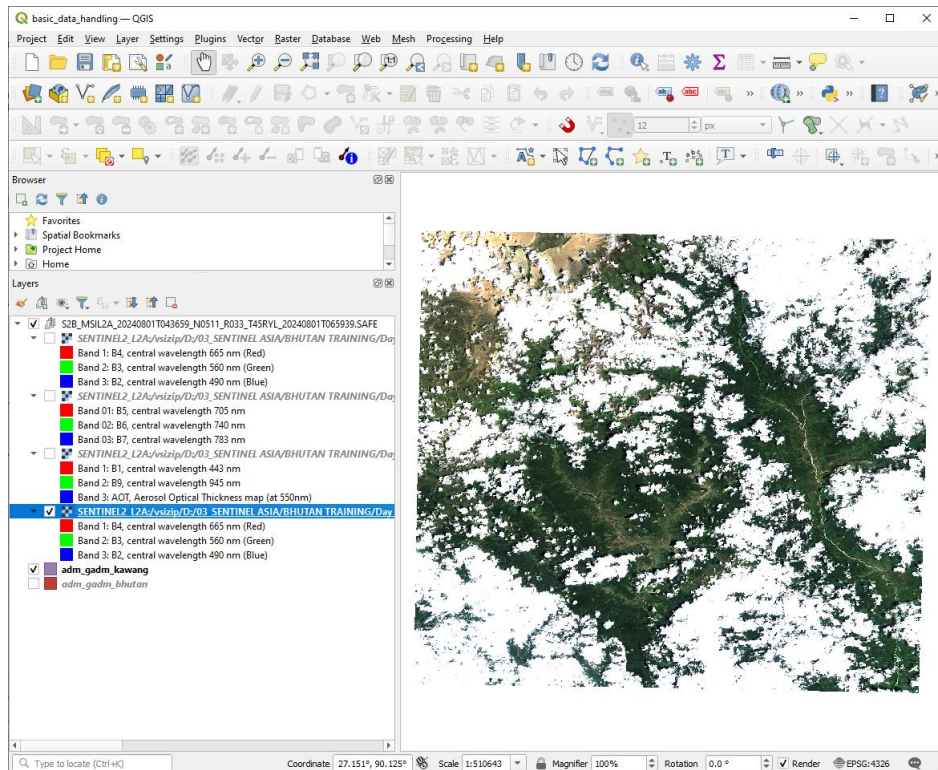 basic_data_handling — QGIS
Project Edit View Layer Settings Plugins Vector Raster Database Web Mesh Processing Help
12 px
Browser
Favorites
Spatial Bookmarks
Project Home
Home
Layers
S2B_MSIL2A_20240801T043659_N0511_R033_T45RYL_20240801T065939.SAFE
SENTINEL2_L2A:/vsizip/D:/03_SENTINEL ASIA/BHUTAN TRAINING/Day
Band 1: B4, central wavelength 665 nm (Red)
Band 2: B3, central wavelength 560 nm (Green)
Band 3: B2, central wavelength 490 nm (Blue)
SENTINEL2_L2A:/vsizip/D:/03_SENTINEL ASIA/BHUTAN TRAINING/Day
Band 01: B5, central wavelength 705 nm
Band 02: B6, central wavelength 740 nm
Band 03: B7, central wavelength 783 nm
SENTINEL2_L2A:/vsizip/D:/03_SENTINEL ASIA/BHUTAN TRAINING/Day
Band 1: B1, central wavelength 443 nm
Band 2: B9, central wavelength 945 nm
Band 3: AOT, Aerosol Optical Thickness map (at 550nm)
SENTINEL2_L2A:/vsizip/D:/03_SENTINEL ASIA/BHUTAN TRAINING/Day
Band 1: B4, central wavelength 665 nm (Red)
Band 2: B3, central wavelength 560 nm (Green)
Band 3: B2, central wavelength 490 nm (Blue)
adm_gadm_kawang
adm_gadm_bhutan
Type to locate (Ctrl+K) Coordinate 27.151°, 90.125° Scale 1:510643 Magnifier 100% Rotation 0.0 ° Render EPSG:4326